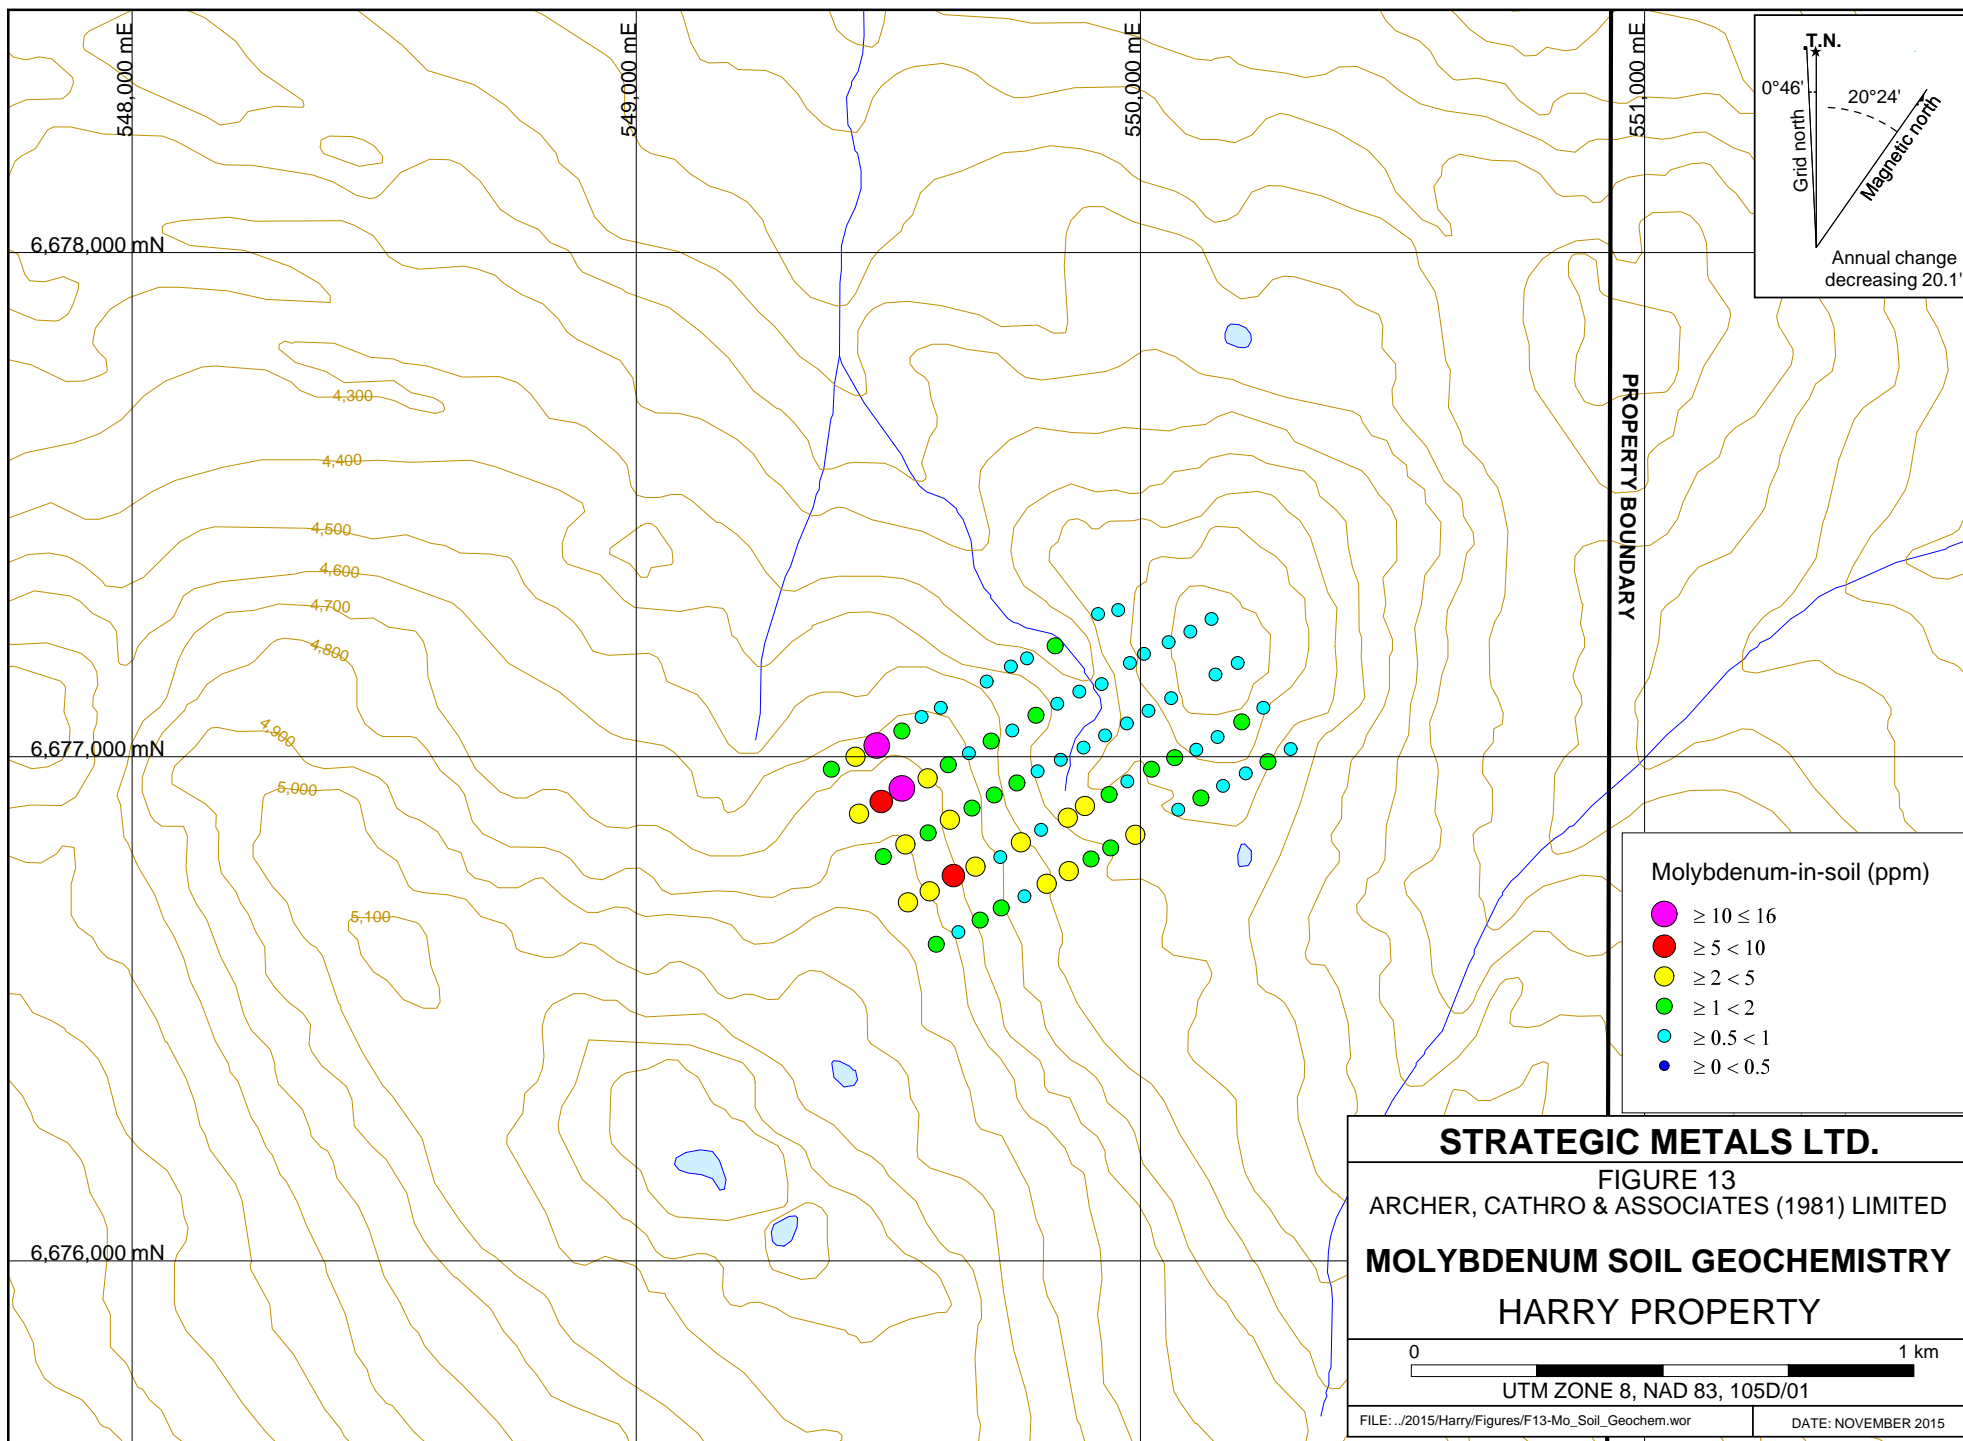 548,000 mE
549,000 mE
550,000 mE
551,000 mE
T.N.
0°46'
20°24'
Grid north
Magnetic north
Annual change
decreasing 20.1'
6,678,000 mN
4,300
4,400
4,500
4,600
4,700
4,800
4,900
5,000
5,100
PROPERTY BOUNDARY
6,677,000 mN
6,676,000 mN
Molybdenum-in-soil (ppm)
≥ 10 ≤ 16
≥ 5 < 10
≥ 2 < 5
≥ 1 < 2
≥ 0.5 < 1
≥ 0 < 0.5
STRATEGIC METALS LTD.
FIGURE 13
ARCHER, CATHRO & ASSOCIATES (1981) LIMITED
MOLYBDENUM SOIL GEOCHEMISTRY
HARRY PROPERTY
0 1 km
UTM ZONE 8, NAD 83, 105D/01
FILE: ../2015/Harry/Figures/F13-Mo_Soil_Geochem.wor
DATE: NOVEMBER 2015